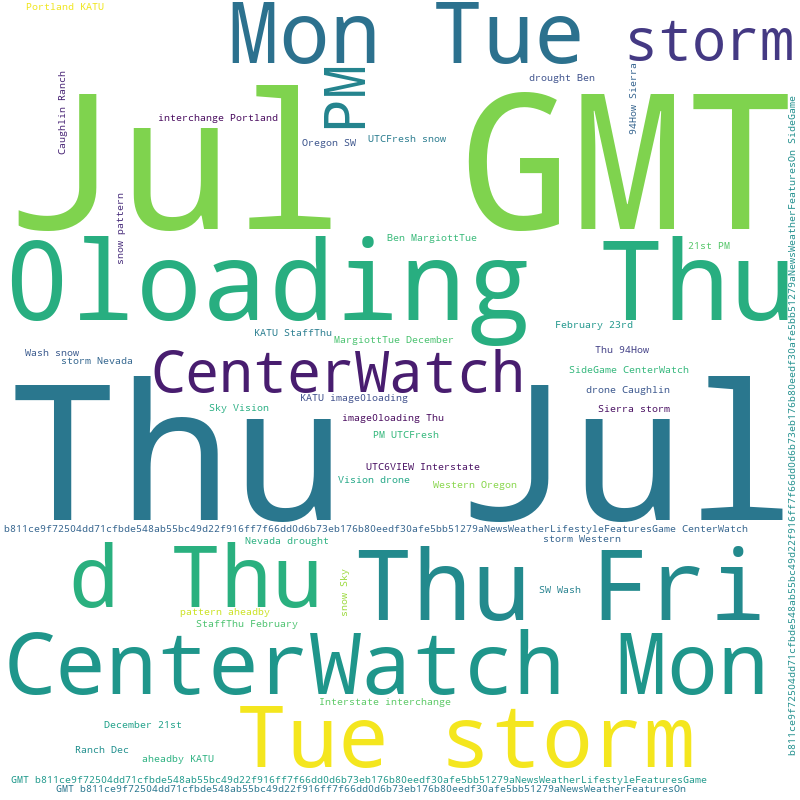 Portland KATU
Mon Tue
storm
PM
drought Ben
94How Sierra
Caughlin Ranch
Jul GMT
interchange Portland
Oregon SW
UTCFresh snow
snow pattern
Ben MargiottTue
21st PM
0loading Thu
February 23rd
KATU StaffThu
MargiottTue December
Wash snow
storm Nevada
Thu 94How
CenterWatch
SideGame CenterWatch
drone Caughlin
KATU image0loading
Sky Vision
Sierra storm
image0loading Thu
Thu Jul
PM UTCFresh
UTC6VIEW Interstate
Vision drone
Western Oregon
b811ce9f72504dd71cfbde548ab55bc49d22f916ff7f66dd0d6b73eb176b80eedf30afe5bb51279aNewsWeatherLifestyleFeaturesGame CenterWatch
b811ce9f72504dd71cfbde548ab55bc49d22f916ff7f66dd0d6b73eb176b80eedf30afe5bb51279aNewsWeatherFeaturesOn SideGame
Nevada drought
storm Western
d Thu
Thu Fri
snow Sky
SW Wash
pattern aheadby
StaffThu February
CenterWatch Mon
Interstate interchange
Tue storm
December 21st
Ranch Dec
aheadby KATU
GMT b811ce9f72504dd71cfbde548ab55bc49d22f916ff7f66dd0d6b73eb176b80eedf30afe5bb51279aNewsWeatherLifestyleFeaturesGame
GMT b811ce9f72504dd71cfbde548ab55bc49d22f916ff7f66dd0d6b73eb176b80eedf30afe5bb51279aNewsWeatherFeaturesOn